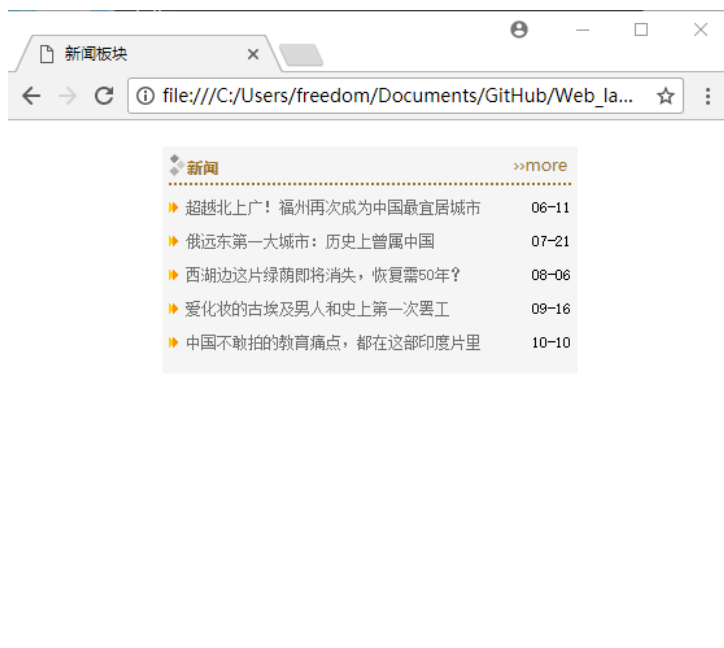 新闻板块
file:///C:/Users/freedom/Documents/GitHub/Web_la...
新闻 >>more
超越北上广！福州再次成为中国最宜居城市 06-11
俄远东第一大城市：历史上曾属中国 07-21
西湖边这片绿荫即将消失，恢复需50年？ 08-06
爱化妆的古埃及男人和史上第一次罢工 09-16
中国不敢拍的教育痛点，都在这部印度片里 10-10